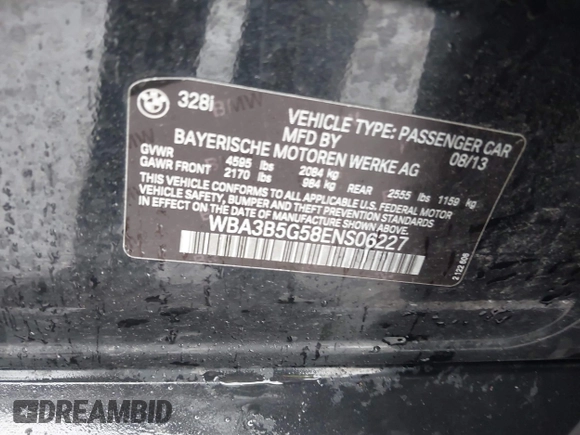 328i
VEHICLE TYPE: PASSENGER CAR
MFD BY 08/13
BAYERISCHE MOTOREN WERKE AG
GVWR 4595 lbs 2084 kg
GAWR FRONT 2170 lbs 984 kg REAR 2555 lbs 1159 kg
THIS VEHICLE CONFORMS TO ALL APPLICABLE U.S. FEDERAL MOTOR
VEHICLE SAFETY, BUMPER AND THEFT PREVENTION STANDARDS
IN EFFECT ON THE DATE OF MANUFACTURE SHOWN ABOVE.
WBA3B5G58ENS06227
DREAMBID